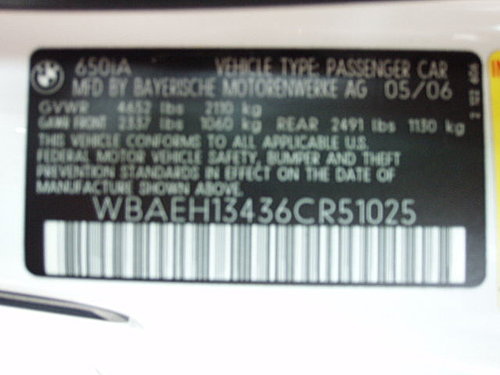 650iA VEHICLE TYPE: PASSENGER CAR
MFD BY BAYERISCHE MOTORENWERKE AG 05/06
GVWR 4652 lbs 2110 kg
GAWR FRONT 2337 lbs 1060 kg REAR 2491 lbs 1130 kg
THIS VEHICLE CONFORMS TO ALL APPLICABLE
FEDERAL MOTOR VEHICLE SAFETY, BUMPER AND THEFT
PREVENTION STANDARDS IN EFFECT ON THE DATE OF
MANUFACTURE SHOWN ABOVE.
WBAEH13436CR51025